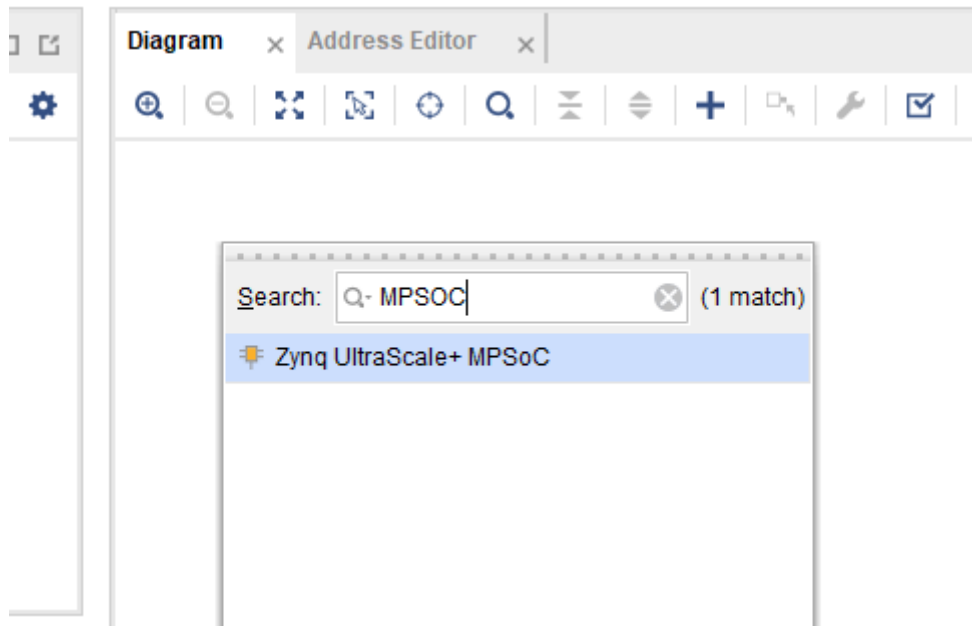 Diagram
Address Editor
Search: MPSOC (1 match)
Zynq UltraScale+ MPSoC